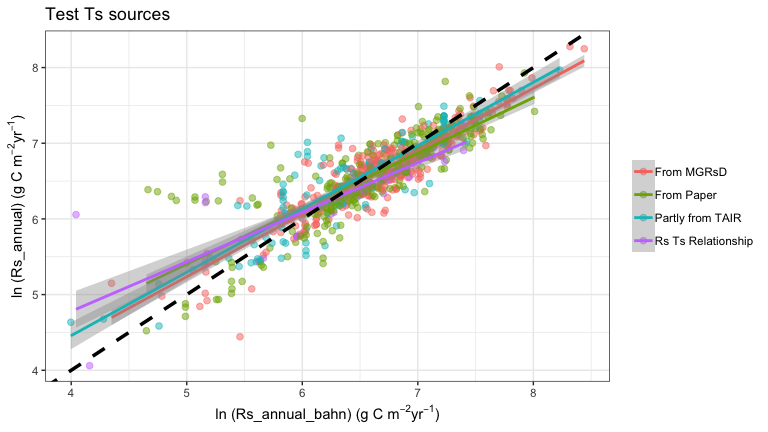 Test Ts sources
ln (Rs_annual) (g C m⁻²yr⁻¹)
8
7
6
5
4
4 5 6 7 8
ln (Rs_annual_bahn) (g C m⁻²yr⁻¹)
From MGRsD
From Paper
Partly from TAIR
Rs Ts Relationship